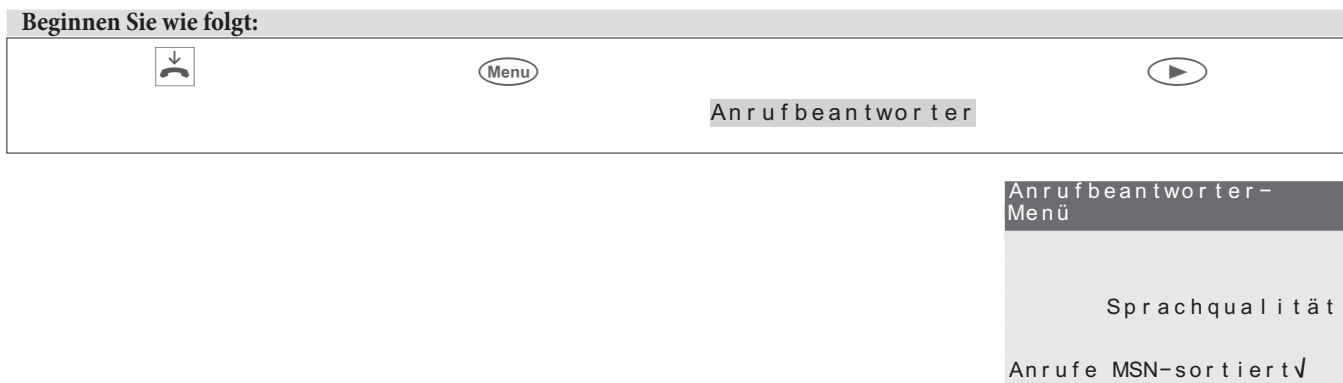 Beginnen Sie wie folgt:
Menu
Anrufbeantworter
Anrufbeantworter-
Menü
Sprachqualität
Anrufe MSN-sortiert√